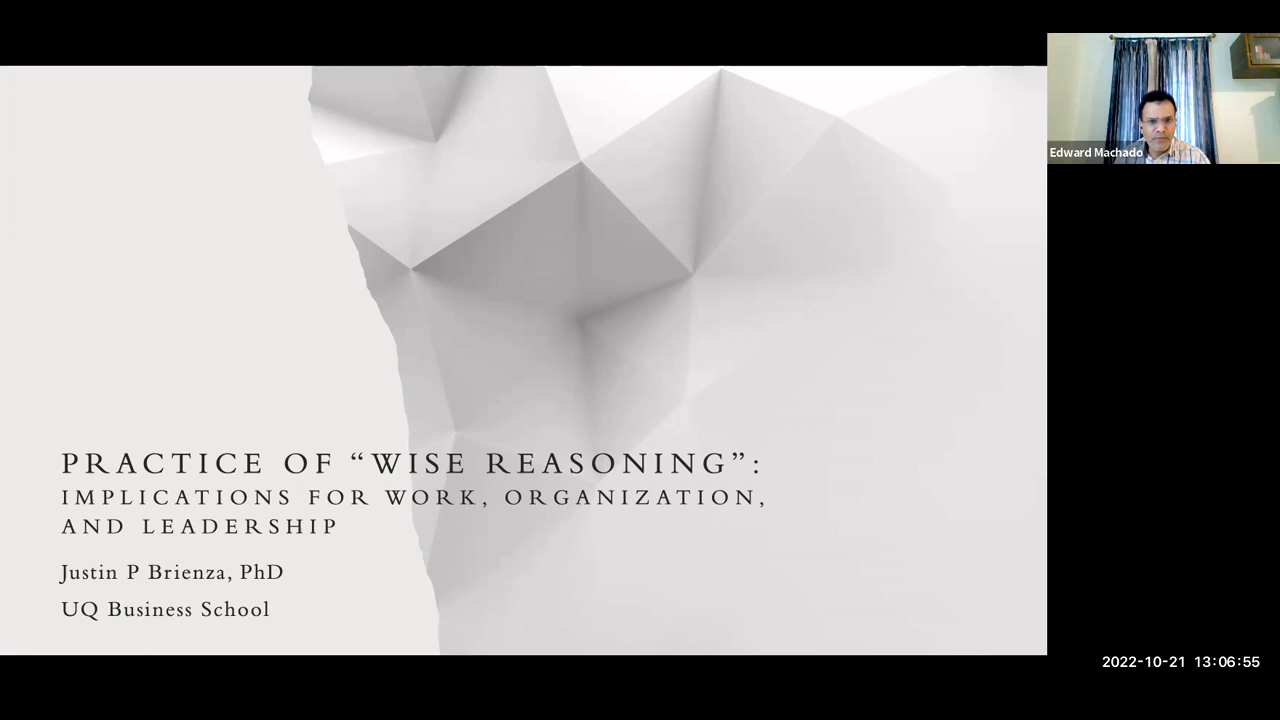 PRACTICE OF “WISE REASONING”:
IMPLICATIONS FOR WORK, ORGANIZATION,
AND LEADERSHIP
Justin P Brienza, PhD
UQ Business School
Edward Machado
2022-10-21 13:06:55